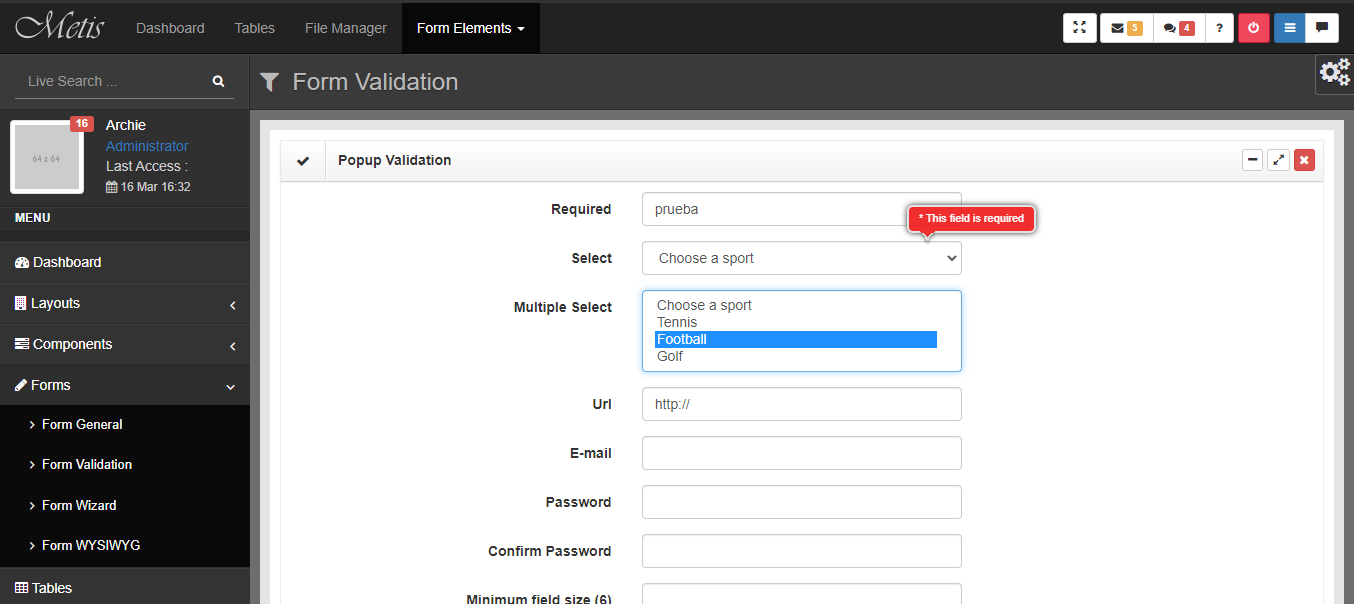 Metis Dashboard Tables File Manager Form Elements 5 4 ?
Live Search ...
Form Validation
16
64 x 64
Archie
Administrator
Last Access :
16 Mar 16:32
MENU
Dashboard
Layouts
Components
Forms
Form General
Form Validation
Form Wizard
Form WYSIWYG
Tables
Popup Validation
Required prueba
* This field is required
Select Choose a sport
Multiple Select Choose a sport
Tennis
Football
Golf
Url http://
E-mail
Password
Confirm Password
Minimum field size (6)